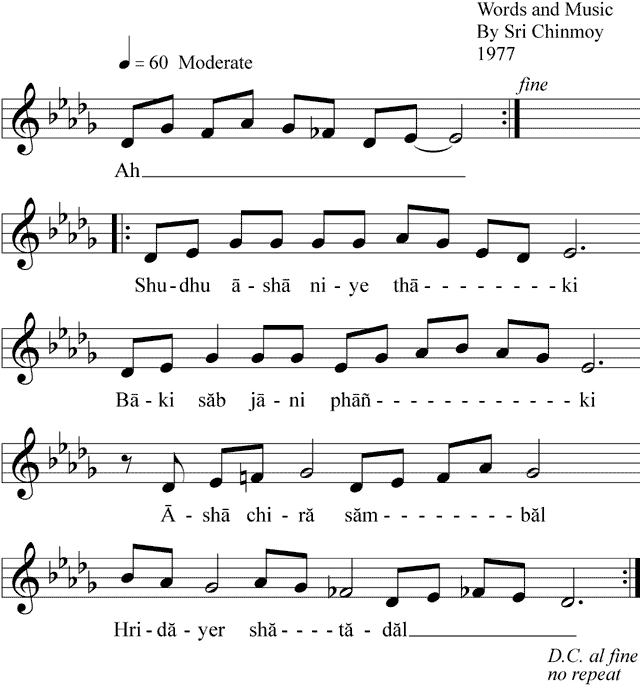 Words and Music
By Sri Chinmoy
1977
= 60 Moderate
fine
Ah
Shu-dhu ā-shā ni-ye thā--------ki
Bā-ki săb jā-ni phāñ------------ki
Ā-shā chi-ră săm--------băl
Hri-dă-yer shă----tă-dăl
D.C. al fine
no repeat